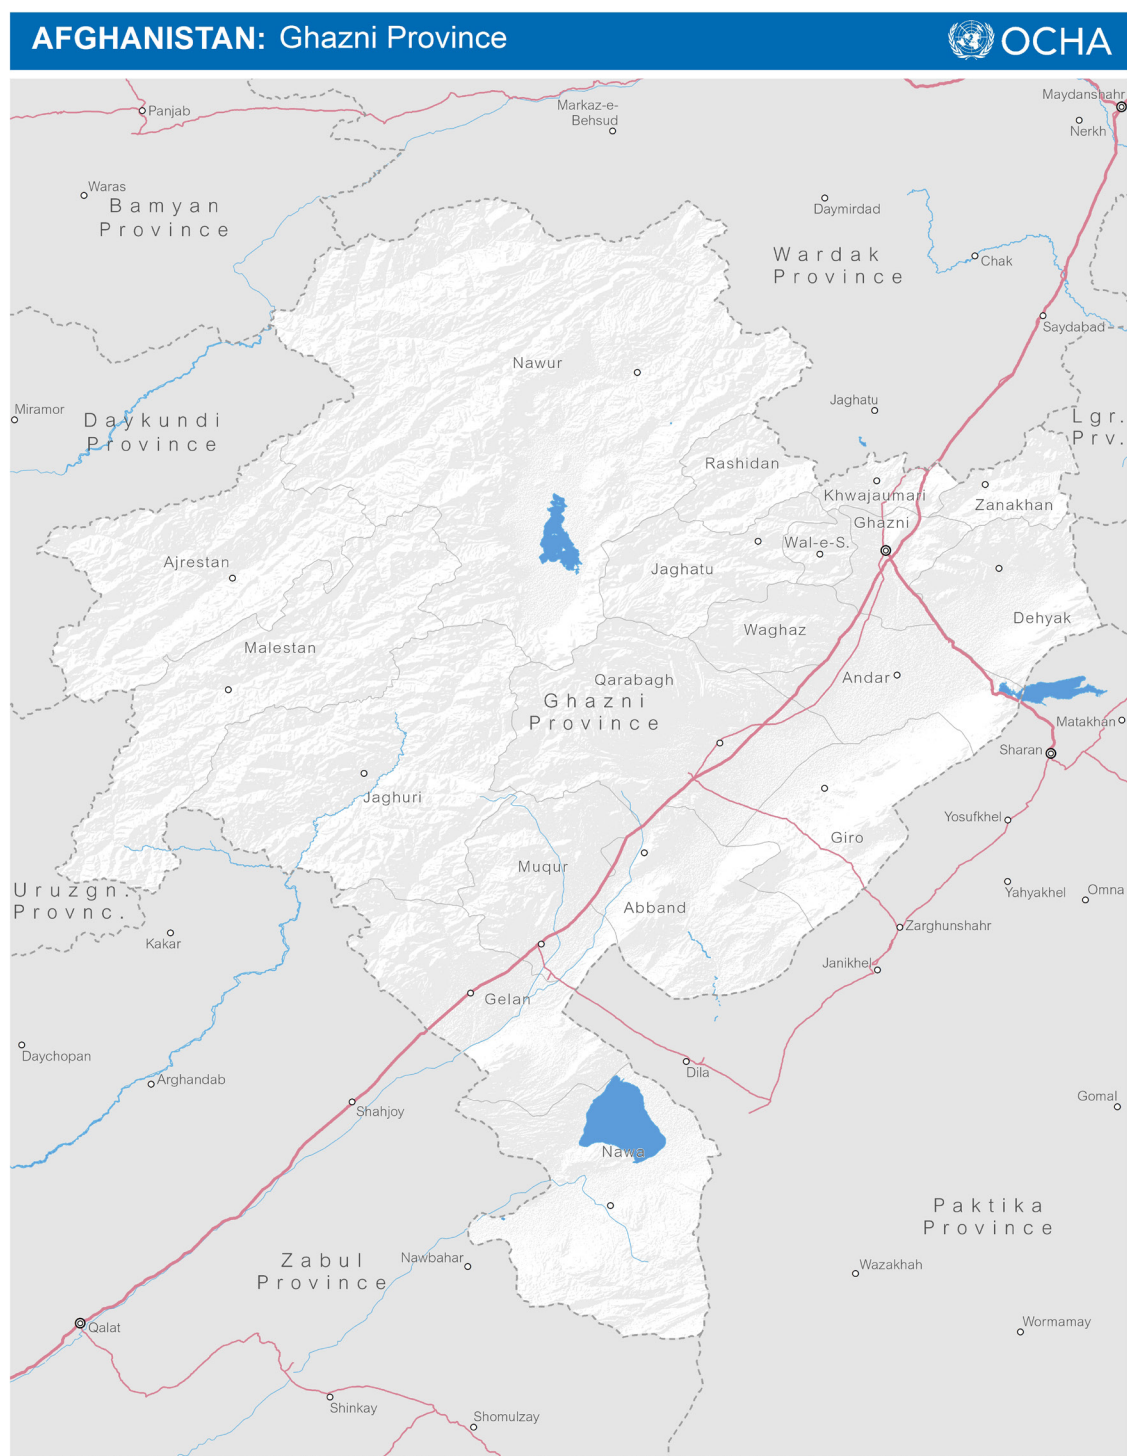 AFGHANISTAN: Ghazni Province
OCHA
Maydanshahr
Panjab
Markaz-e-
Behsud
Nerkh
Waras
Bamyan
Province
Daymirdad
Wardak
Province
Chak
Saydabad
Nawur
Miramor
Daykundi
Province
Jaghatu
Lgr.
Prv.
Rashidan
Khwajaumari
Zanakhan
Ghazni
Wal-e-S.
Ajrestan
Jaghatu
Dehyak
Waghaz
Malestan
Qarabagh
Andar
Ghazni
Province
Matakhan
Sharan
Jaghuri
Yosufkhel
Giro
Muqur
Uruzgn.
Provnc.
Yahyakhel
Omna
Abband
Zarghunshahr
Kakar
Janikhel
Gelan
Daychopan
Dila
Arghandab
Gomal
Shahjoy
Nawa
Paktika
Province
Zabul
Province
Nawbahar
Wazakhah
Qalat
Wormamay
Shinkay
Shomulzay